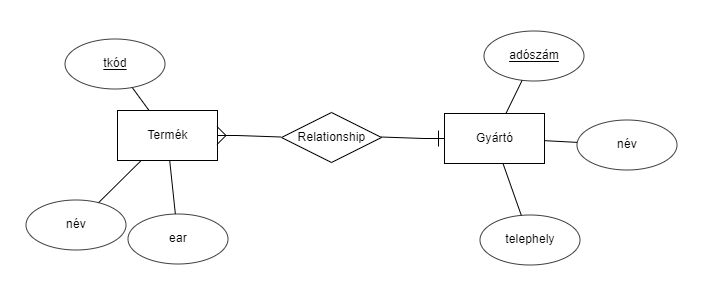 tkód
adószám
Termék
Relationship
Gyártó
név
név
ear
telephely